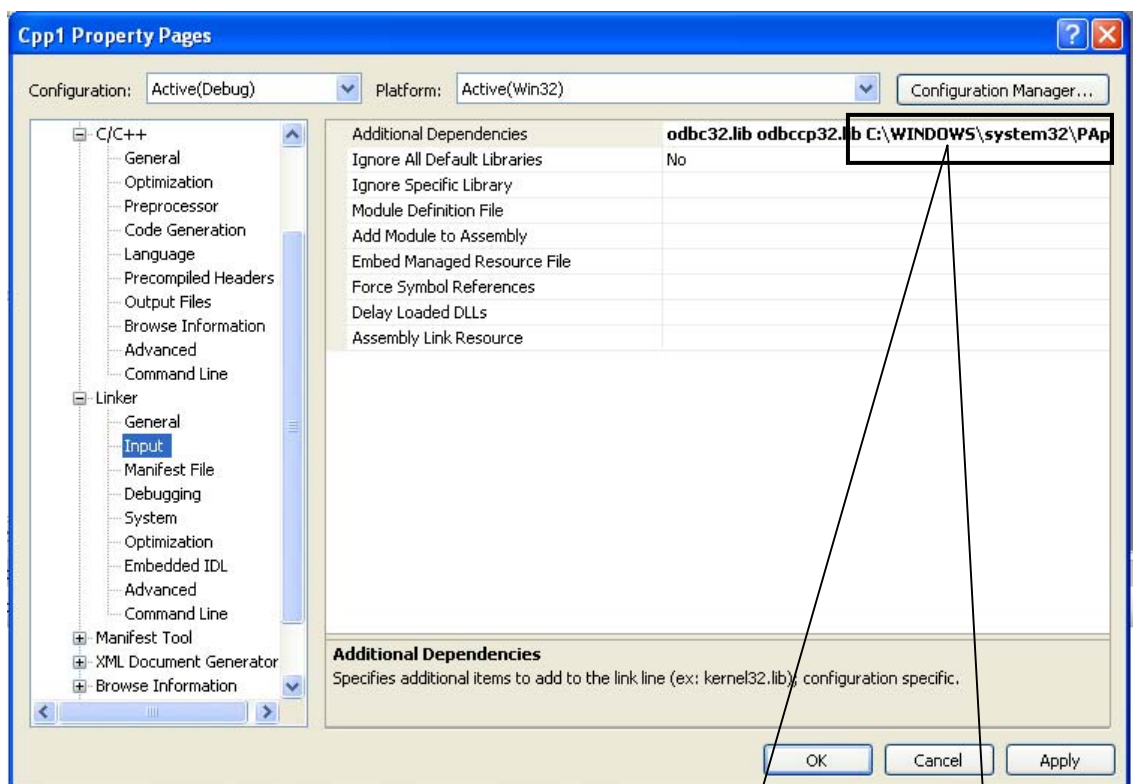 Cpp1 Property Pages
Configuration: Active(Debug) Platform: Active(Win32) Configuration Manager...
C/C++
General
Optimization
Preprocessor
Code Generation
Language
Precompiled Headers
Output Files
Browse Information
Advanced
Command Line
Linker
General
Input
Manifest File
Debugging
System
Optimization
Embedded IDL
Advanced
Command Line
Manifest Tool
XML Document Generator
Browse Information
Additional Dependencies odbc32.lib odbccp32.lib C:\WINDOWS\system32\PAp
Ignore All Default Libraries No
Ignore Specific Library
Module Definition File
Add Module to Assembly
Embed Managed Resource File
Force Symbol References
Delay Loaded DLLs
Assembly Link Resource
Additional Dependencies
Specifies additional items to add to the link line (ex: kernel32.lib); configuration specific.
OK Cancel Apply